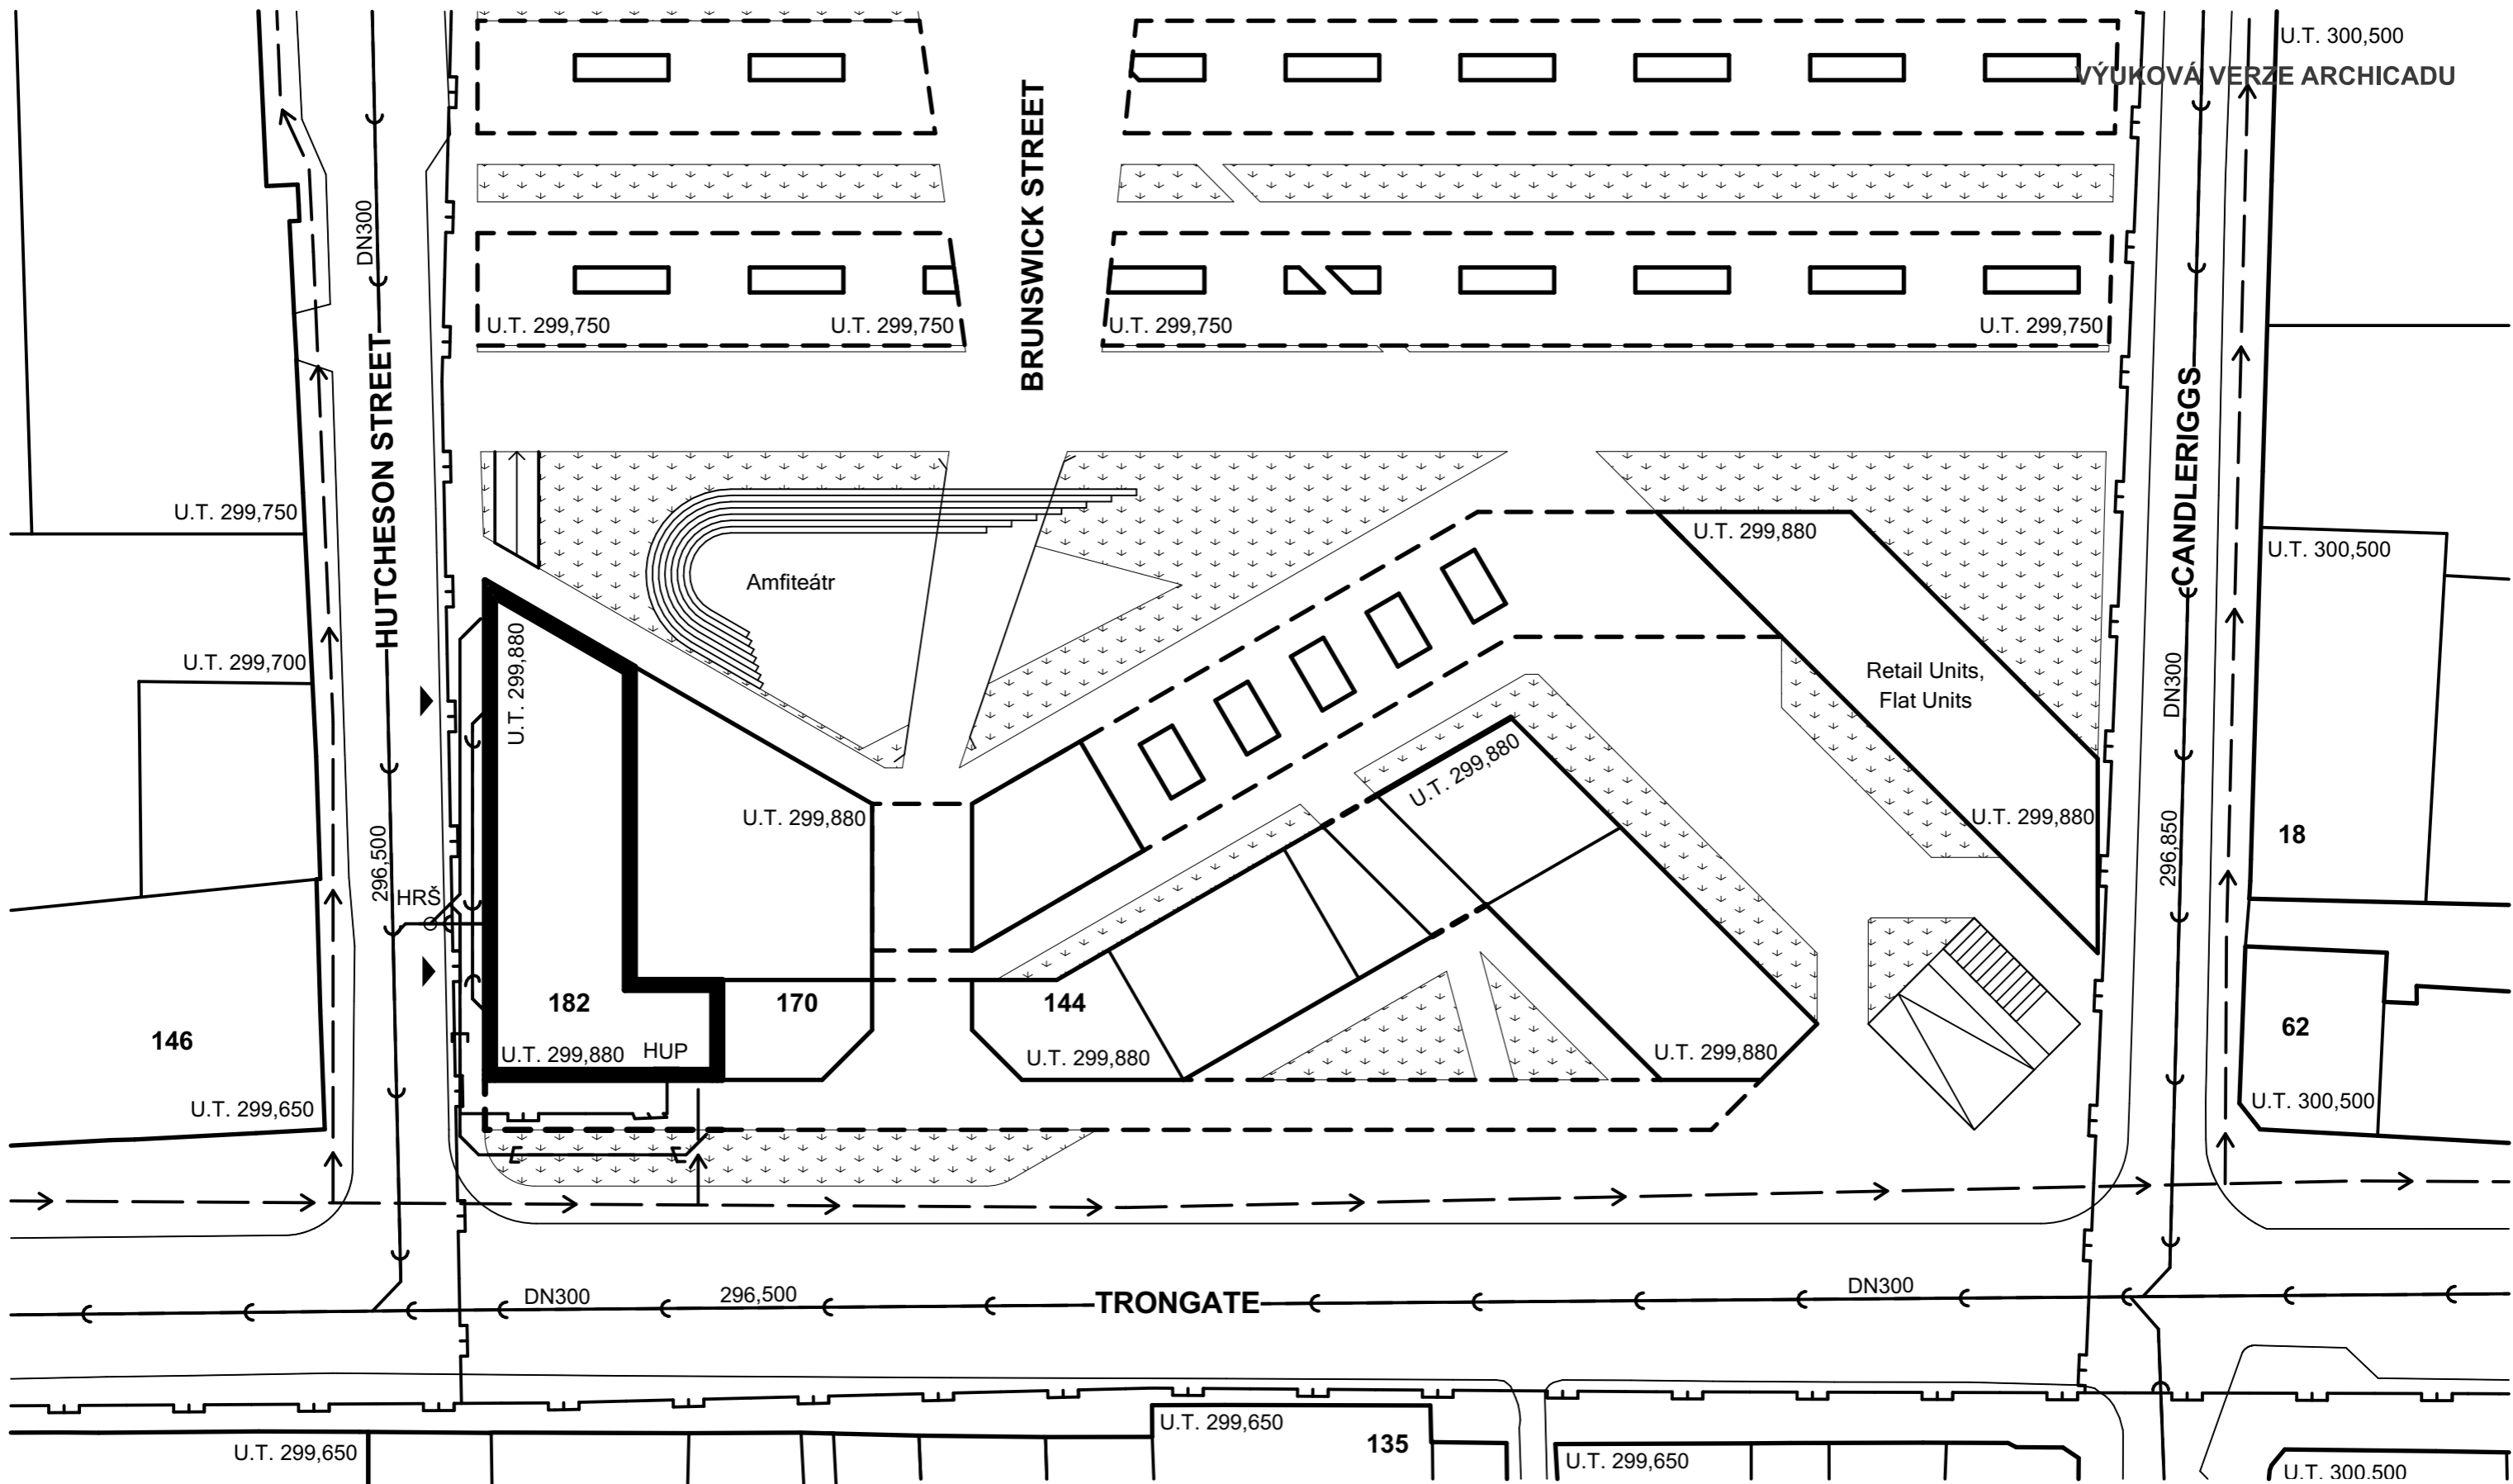 U.T. 300,500
VÝUKOVÁ VERZE ARCHICADU
BRUNSWICK STREET
DN300
U.T. 299,750
U.T. 299,750
U.T. 299,750
U.T. 299,750
HUTCHESON STREET
CANDLERIGGS
U.T. 299,750
U.T. 299,880
U.T. 300,500
Amfiteátr
U.T. 299,880
U.T. 299,700
Retail Units,
Flat Units
DN300
U.T. 299,880
U.T. 299,880
U.T. 299,880
18
296,500
296,850
HRŠ
182
170
144
146
62
U.T. 299,880
HUP
U.T. 299,880
U.T. 299,880
U.T. 299,650
U.T. 300,500
DN300
296,500
TRONGATE
DN300
U.T. 299,650
135
U.T. 299,650
U.T. 299,650
U.T. 300,500